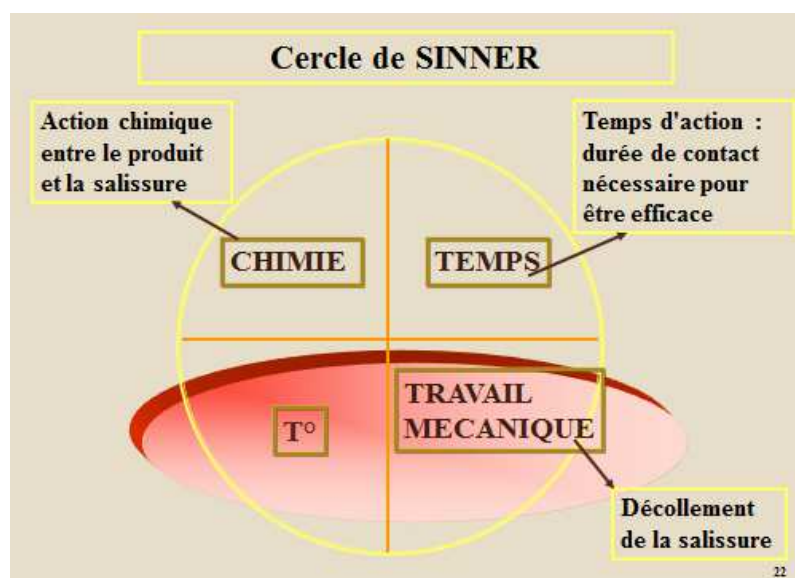 Cercle de SINNER
Action chimique
entre le produit
et la salissure
Temps d'action :
durée de contact
nécessaire pour
être efficace
CHIMIE
TEMPS
T°
TRAVAIL
MECANIQUE
Décollement
de la salissure
22